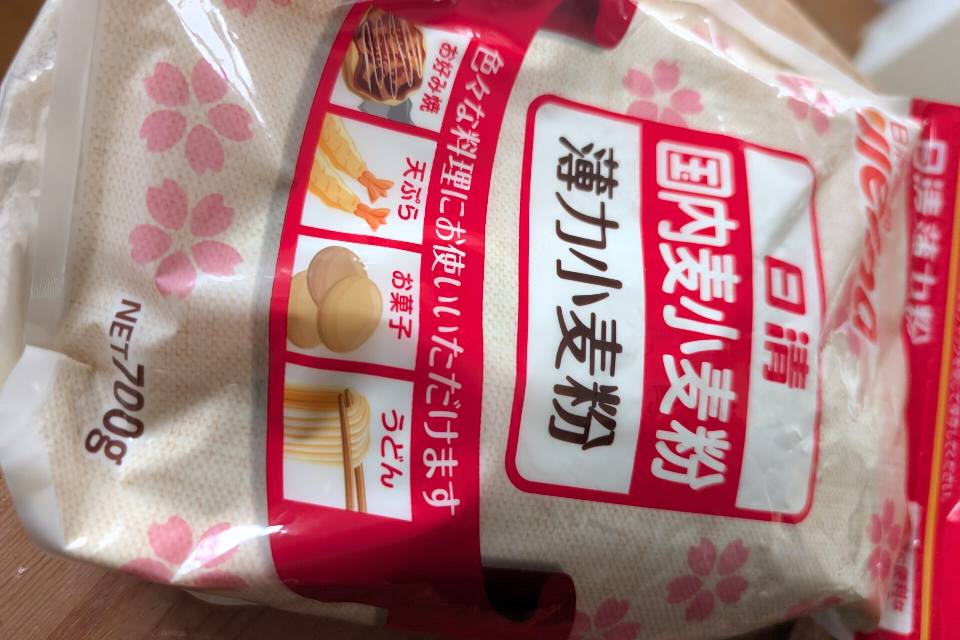 日清
国内麦小麦粉
薄力小麦粉
色々な料理にお使いいただけます
お好み焼
天ぷら
お菓子
うどん
NET.700g